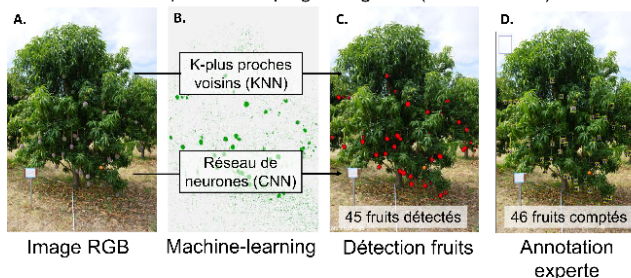 A.
B.
C.
D.
K-plus proches
voisins (KNN)
Réseau de
neurones (CNN)
45 fruits détectés
46 fruits comptés
Image RGB
Machine-learning
Détection fruits
Annotation
experte